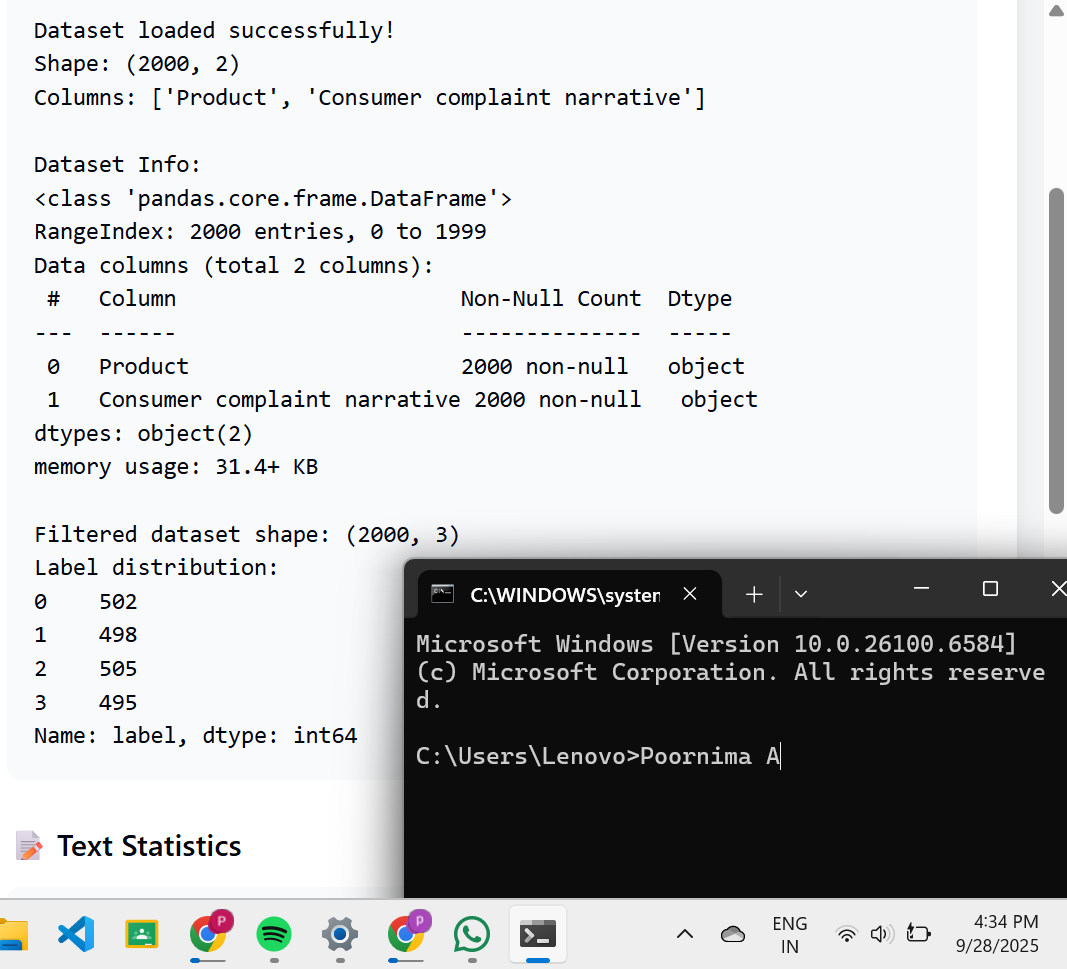 Dataset loaded successfully!
Shape: (2000, 2)
Columns: ['Product', 'Consumer complaint narrative']
Dataset Info:
<class 'pandas.core.frame.DataFrame'>
RangeIndex: 2000 entries, 0 to 1999
Data columns (total 2 columns):
#   Column                      Non-Null Count  Dtype
---  ------                      --------------  -----
0   Product                     2000 non-null   object
1   Consumer complaint narrative 2000 non-null   object
dtypes: object(2)
memory usage: 31.4+ KB
Filtered dataset shape: (2000, 3)
Label distribution:
0    502
1    498
2    505
3    495
Name: label, dtype: int64
Text Statistics
C:\WINDOWS\system
Microsoft Windows [Version 10.0.26100.6584]
(c) Microsoft Corporation. All rights reserve
d.
C:\Users\Lenovo>Poornima A
P
P
ENG
IN
4:34 PM
9/28/2025